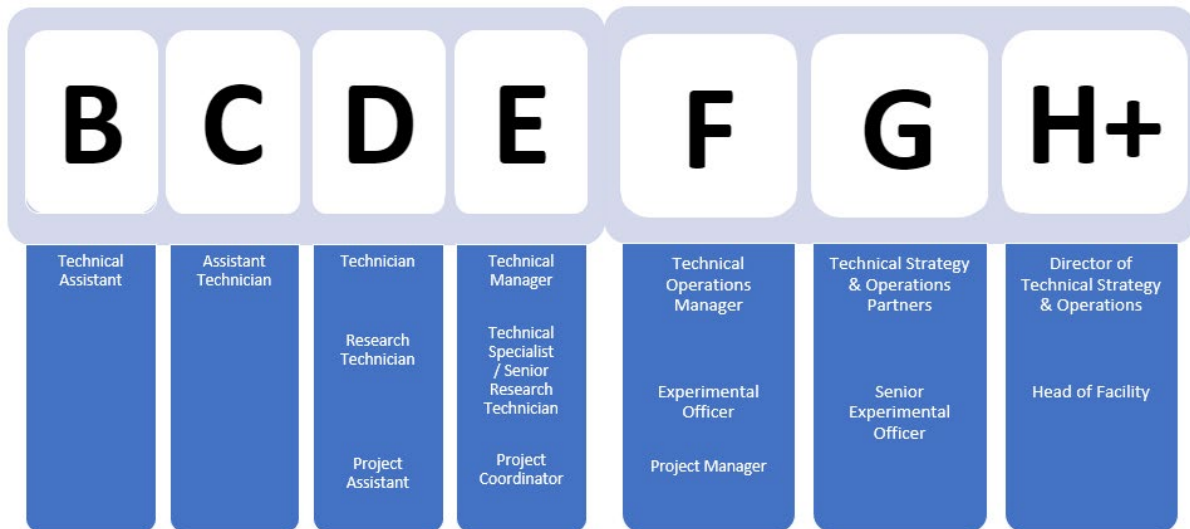 B
C
D
E
F
G
H+
Technical
Assistant
Assistant
Technician
Technician
Research
Technician
Project
Assistant
Technical
Manager
Technical
Specialist
/ Senior
Research
Technician
Project
Coordinator
Technical
Operations
Manager
Experimental
Officer
Project Manager
Technical Strategy
& Operations
Partners
Senior
Experimental
Officer
Director of
Technical Strategy
& Operations
Head of Facility